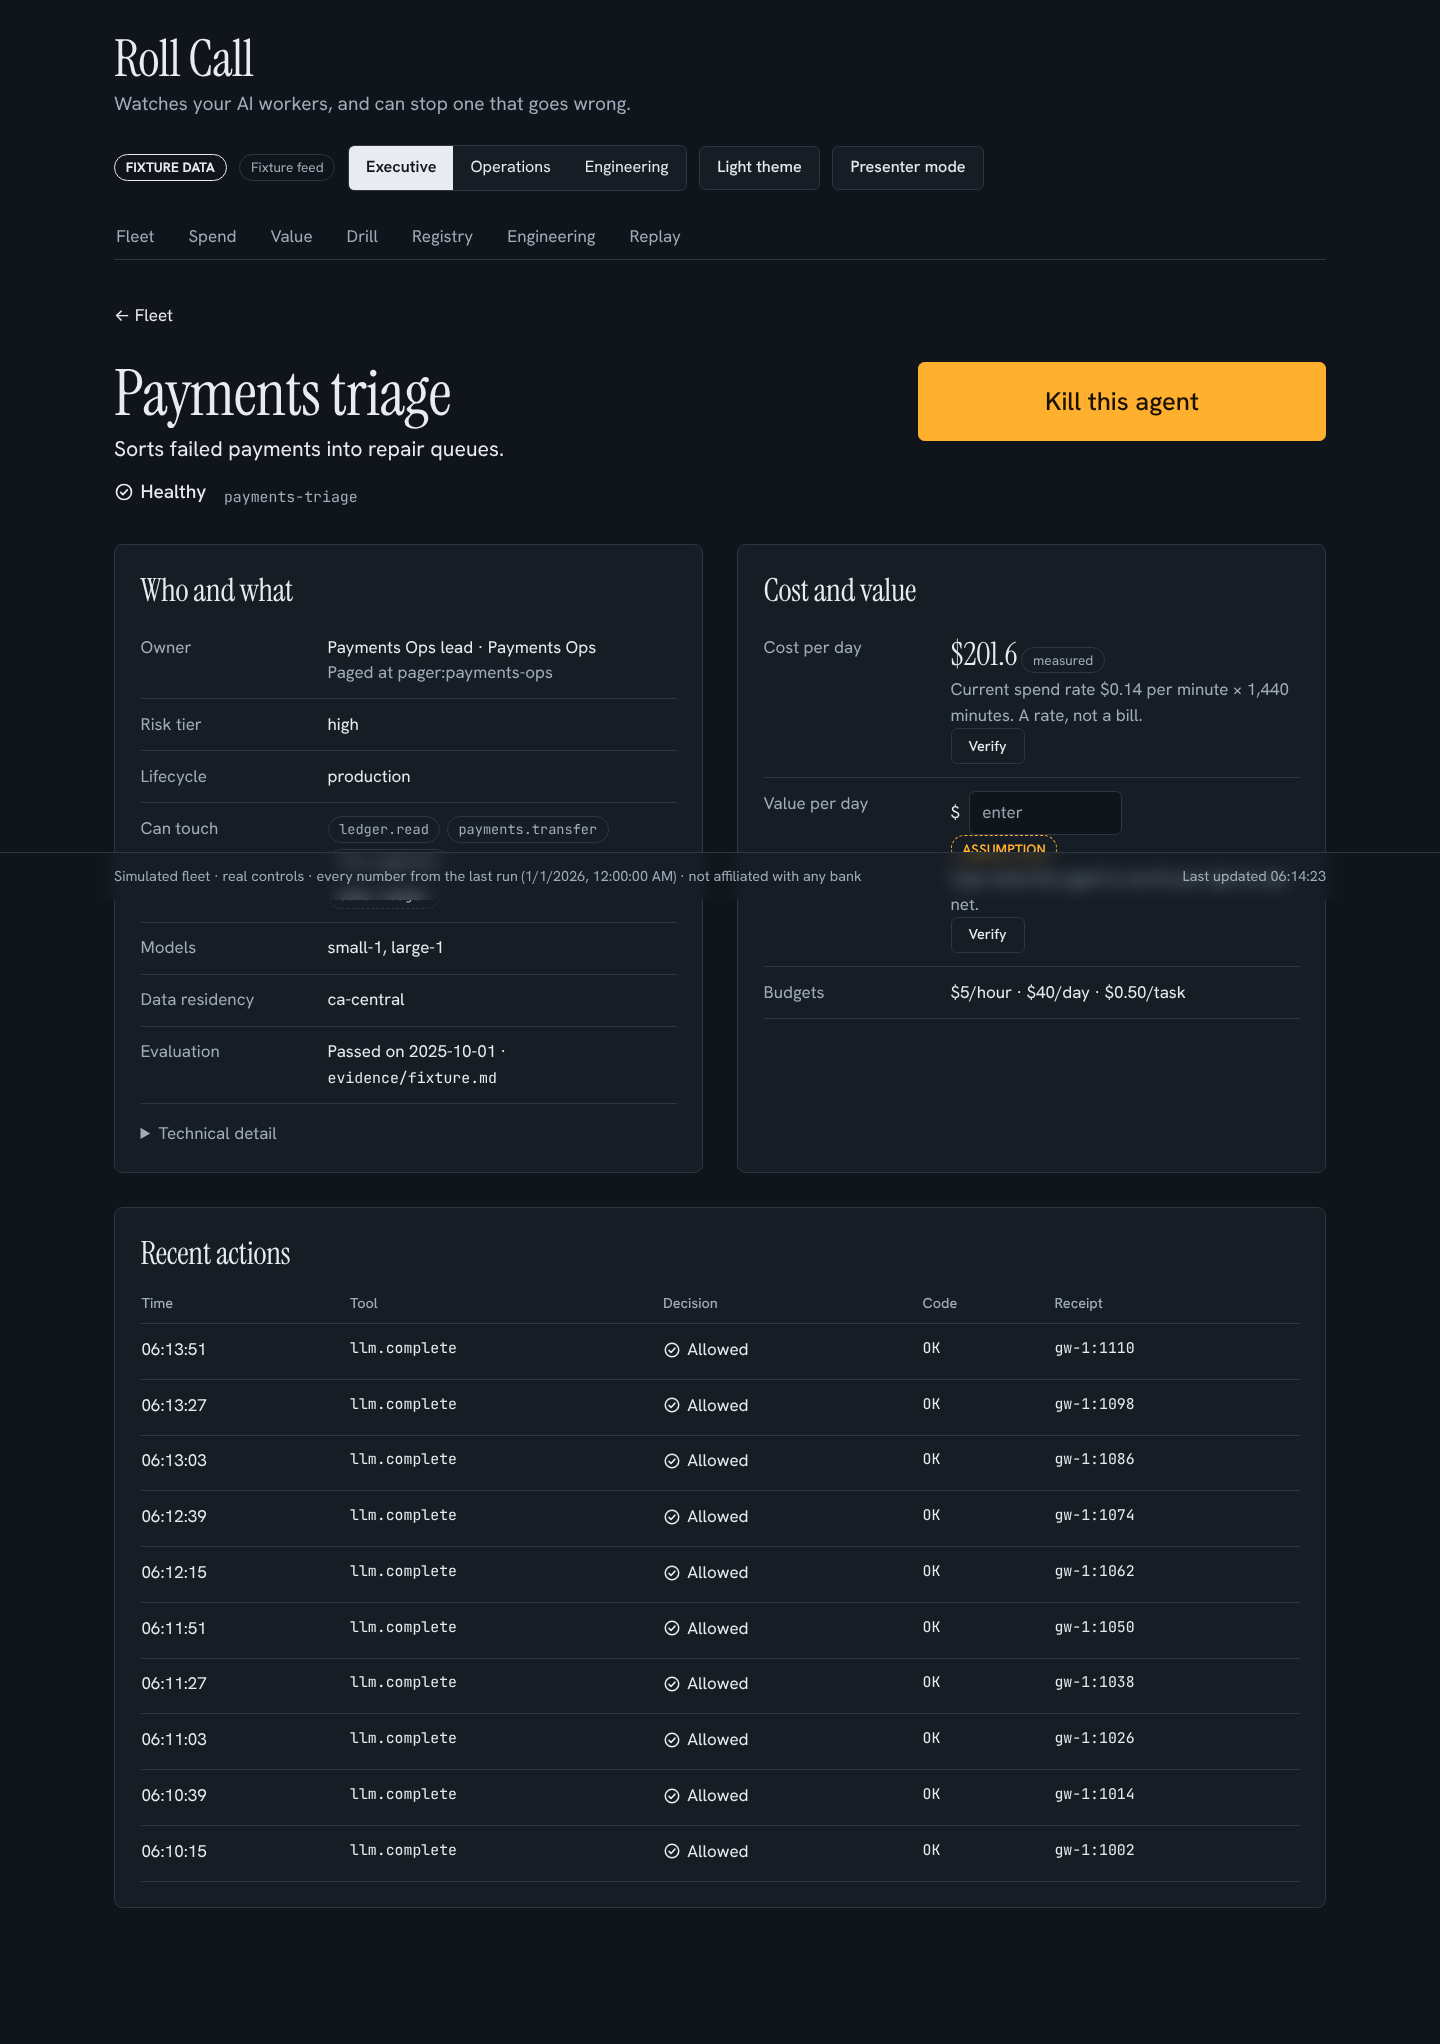 Roll Call
Watches your AI workers, and can stop one that goes wrong.
FIXTURE DATA Fixture feed Executive Operations Engineering Light theme Presenter mode
Fleet Spend Value Drill Registry Engineering Replay
← Fleet
Payments triage
Kill this agent
Sorts failed payments into repair queues.
Healthy payments-triage
Who and what
Owner Payments Ops lead · Payments Ops
Paged at pager:payments-ops
Risk tier high
Lifecycle production
Can touch ledger.read payments.transfer
Models small-1, large-1
Data residency ca-central
Evaluation Passed on 2025-10-01 ·
evidence/fixture.md
▶ Technical detail
Cost and value
Cost per day $201.6 measured
Current spend rate $0.14 per minute × 1,440
minutes. A rate, not a bill.
Verify
Value per day $ enter
ASSUMPTION
net.
Verify
Budgets $5/hour · $40/day · $0.50/task
Simulated fleet · real controls · every number from the last run (1/1/2026, 12:00:00 AM) · not affiliated with any bank Last updated 06:14:23
Recent actions
Time Tool Decision Code Receipt
06:13:51 llm.complete Allowed OK gw-1:1110
06:13:27 llm.complete Allowed OK gw-1:1098
06:13:03 llm.complete Allowed OK gw-1:1086
06:12:39 llm.complete Allowed OK gw-1:1074
06:12:15 llm.complete Allowed OK gw-1:1062
06:11:51 llm.complete Allowed OK gw-1:1050
06:11:27 llm.complete Allowed OK gw-1:1038
06:11:03 llm.complete Allowed OK gw-1:1026
06:10:39 llm.complete Allowed OK gw-1:1014
06:10:15 llm.complete Allowed OK gw-1:1002